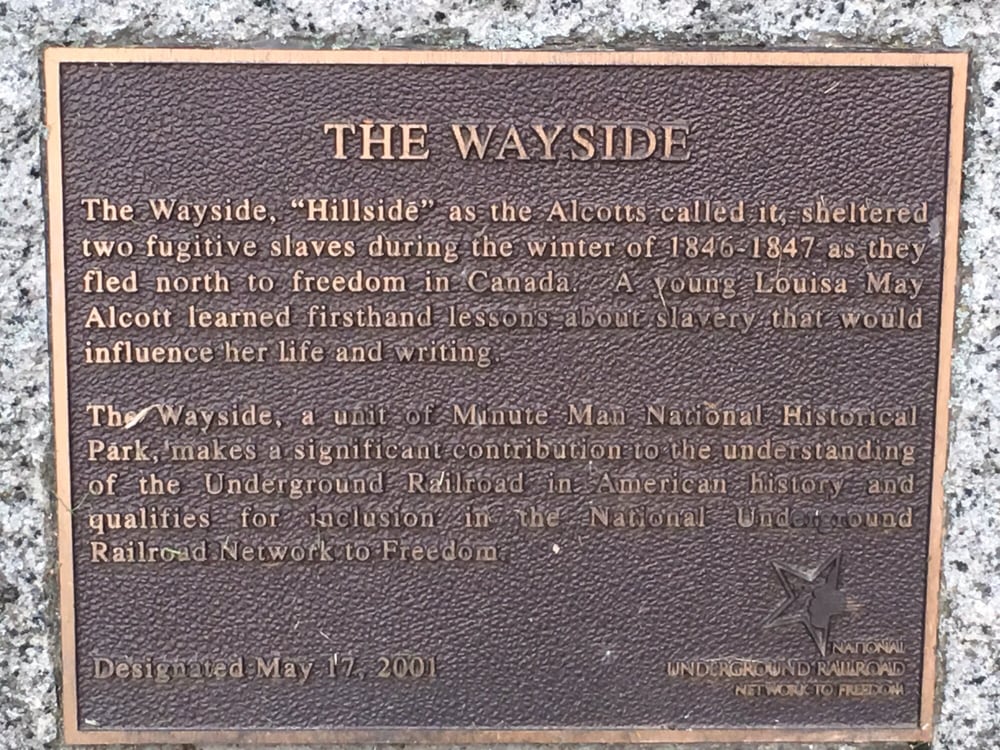 THE WAYSIDE
The Wayside, “Hillside” as the Alcotts called it, sheltered
two fugitive slaves during the winter of 1846-1847 as they
fled north to freedom in Canada. A young Louisa May
Alcott learned firsthand lessons about slavery that would
influence her life and writing.
The Wayside, a unit of Minute Man National Historical
Park, makes a significant contribution to the understanding
of the Underground Railroad in American history and
qualifies for inclusion in the National Underground
Railroad Network to Freedom.
Designated May 17, 2001
NATIONAL
UNDERGROUND RAILROAD
NETWORK TO FREEDOM